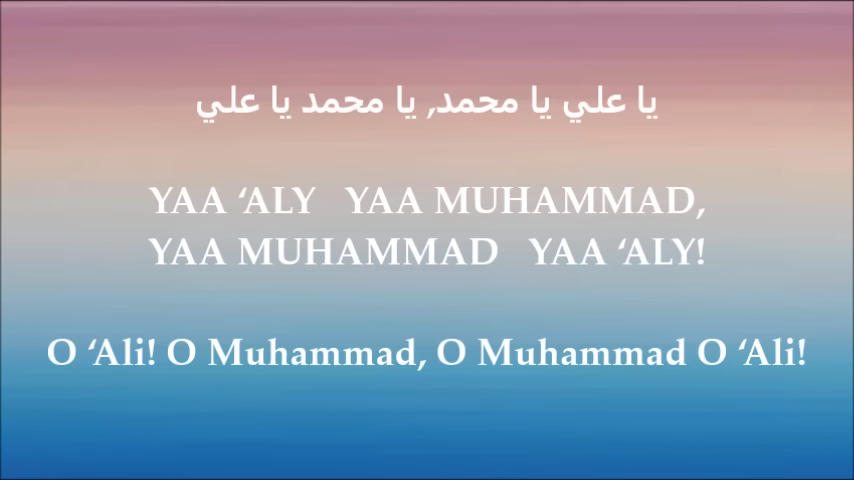 يا علي يا محمد, يا محمد يا علي
YAA ‘ALY YAA MUHAMMAD,
YAA MUHAMMAD YAA ‘ALY!
O ‘Ali! O Muhammad, O Muhammad O ‘Ali!